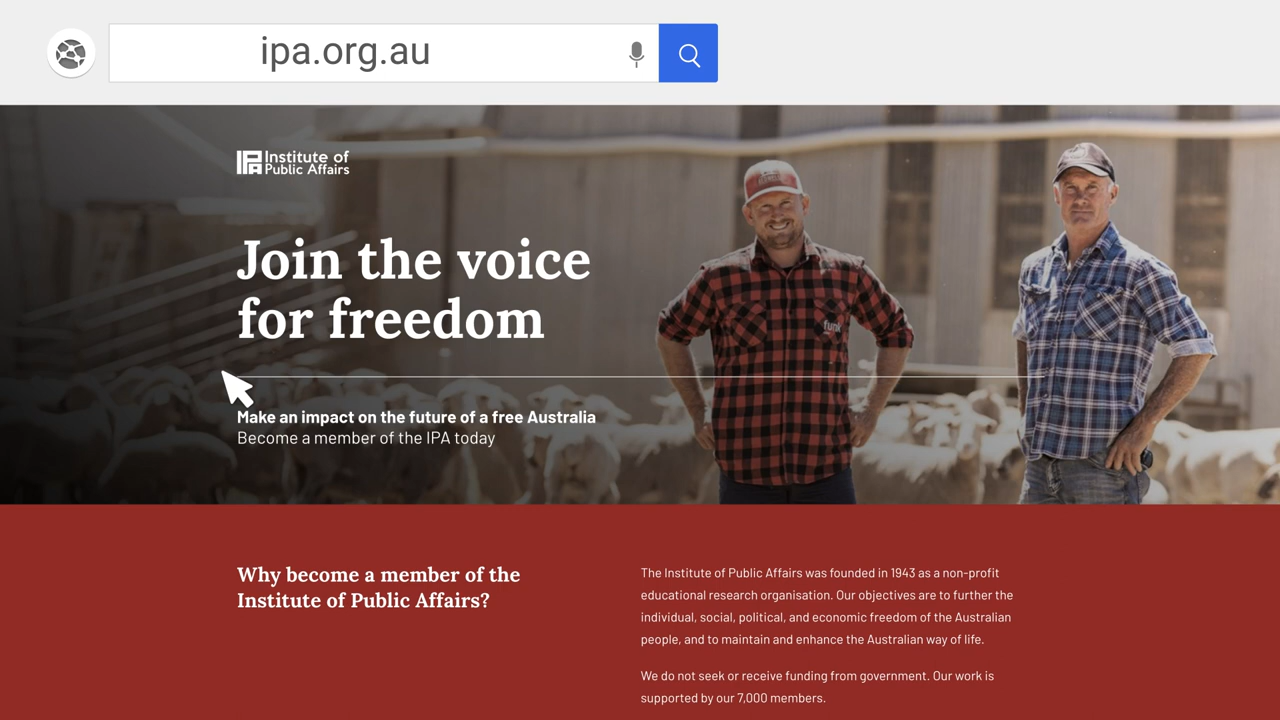 ipa.org.au
IPA Institute of
Public Affairs
Join the voice
for freedom
funk
Make an impact on the future of a free Australia
Become a member of the IPA today
Why become a member of the
Institute of Public Affairs?
The Institute of Public Affairs was founded in 1943 as a non-profit
educational research organisation. Our objectives are to further the
individual, social, political, and economic freedom of the Australian
people, and to maintain and enhance the Australian way of life.
We do not seek or receive funding from government. Our work is
supported by our 7,000 members.